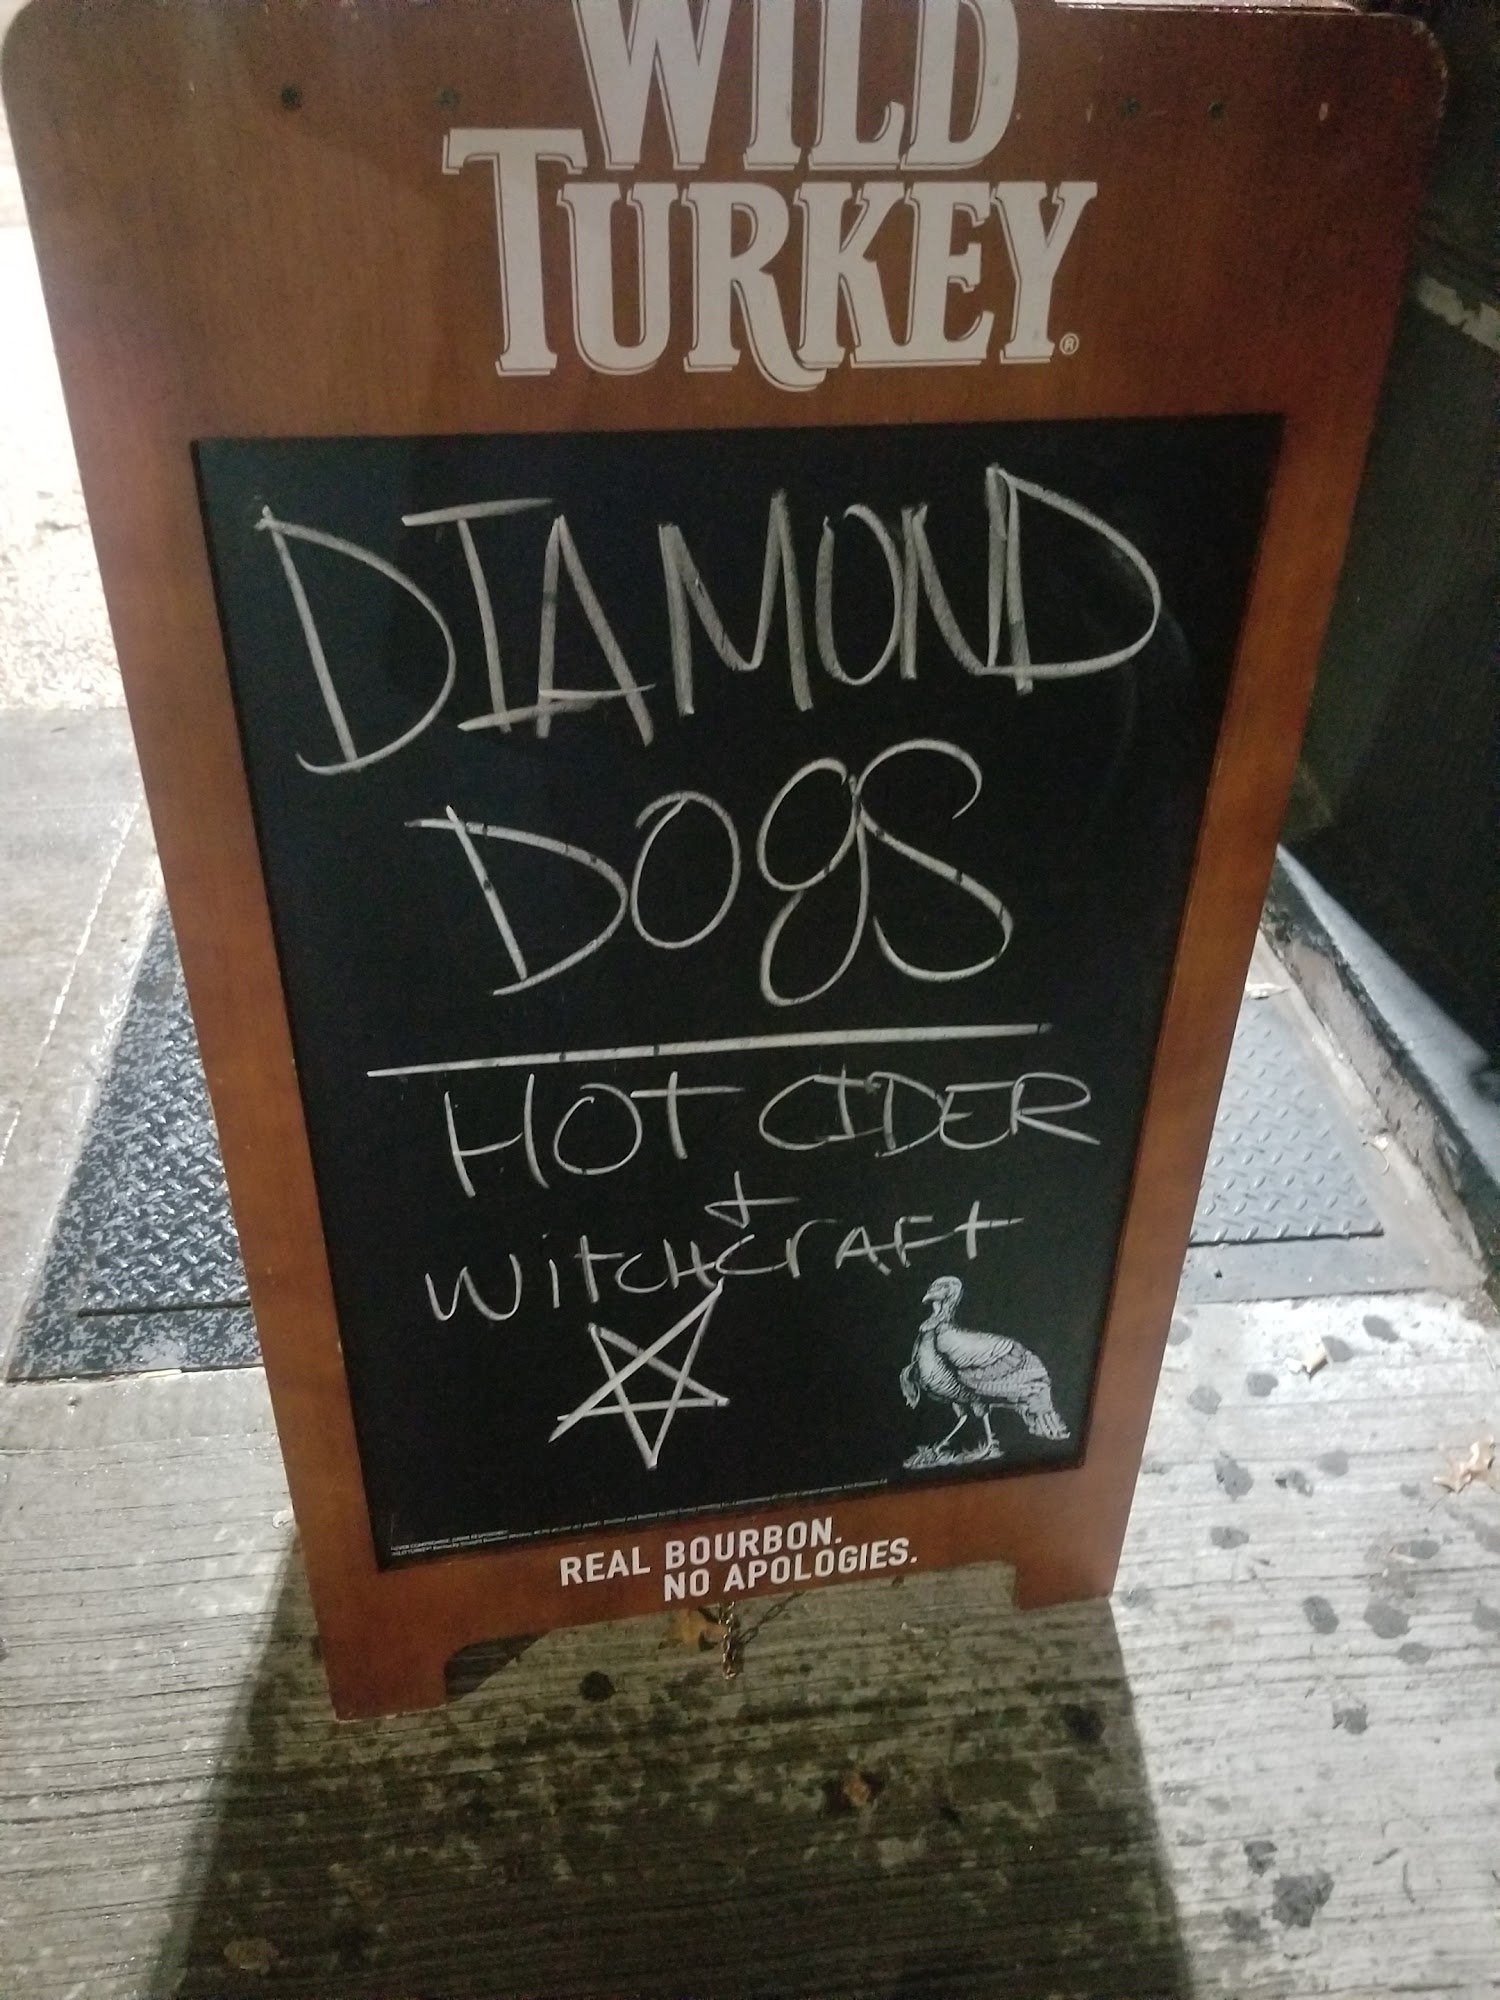 WILD
TURKEY®
DIAMOND
DOgS
HOT CIDER
+
WitCHCrAFt
REAL BOURBON.
NO APOLOGIES.